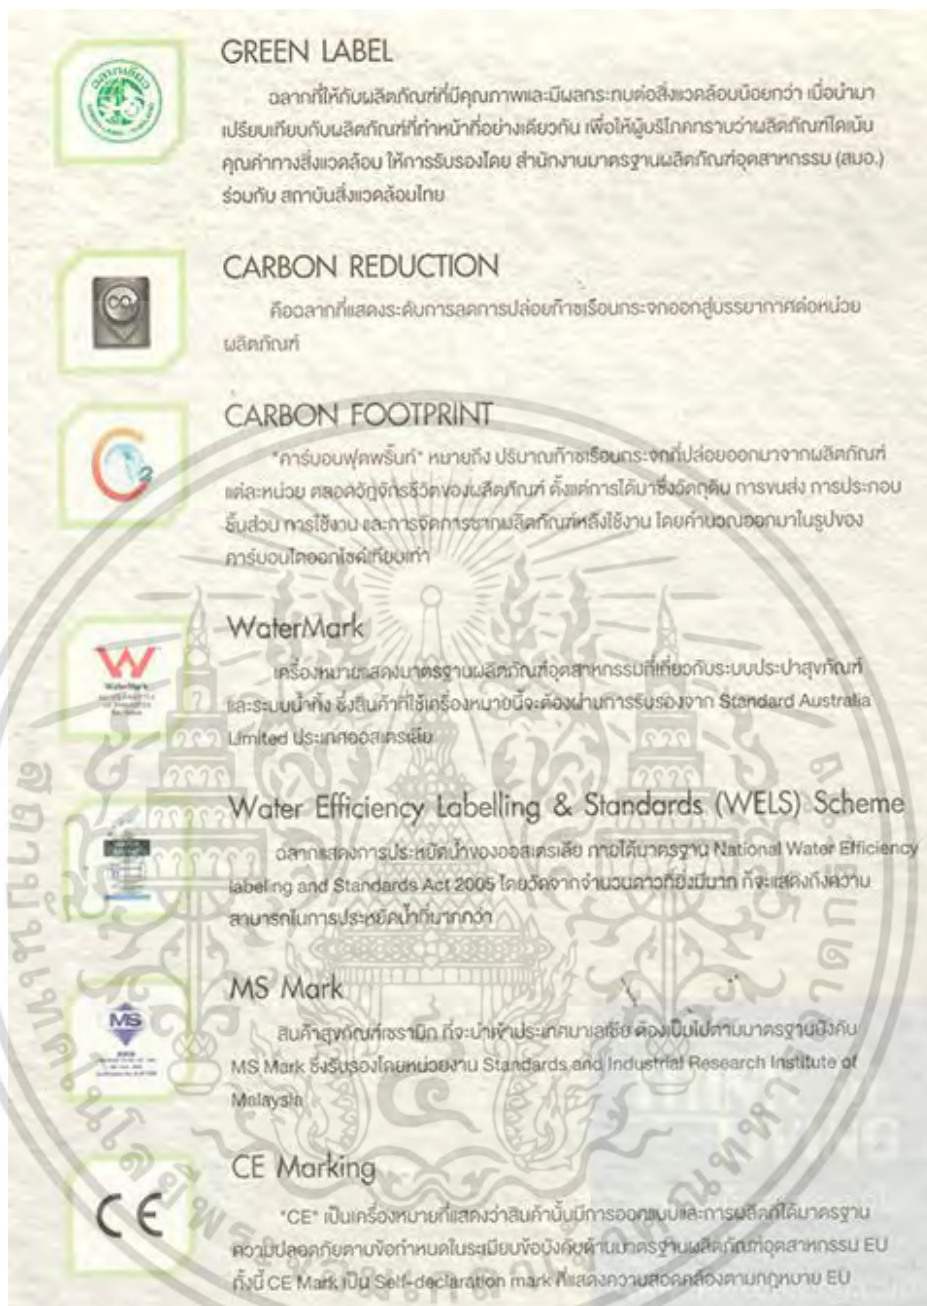 GREEN LABEL
ฉลากที่ให้กับผลิตภัณฑ์ที่มีคุณภาพและมีผลกระทบต่อสิ่งแวดล้อมน้อยกว่า เมื่อนำมา
เปรียบเทียบกับผลิตภัณฑ์ที่ทำหน้าที่อย่างเดียวกัน เพื่อให้ผู้บริโภคทราบว่าผลิตภัณฑ์ใดเน้น
คุณค่าทางสิ่งแวดล้อม ให้การรับรองโดย สำนักงานมาตรฐานผลิตภัณฑ์อุตสาหกรรม (สมอ.)
ร่วมกับ สถาบันสิ่งแวดล้อมไทย
CARBON REDUCTION
คือฉลากที่แสดงระดับการลดการปล่อยก๊าซเรือนกระจกออกสู่บรรยากาศต่อหน่วย
ผลิตภัณฑ์
CARBON FOOTPRINT
"คาร์บอนฟุตพริ้นท์" หมายถึง ปริมาณก๊าซเรือนกระจกที่ปล่อยออกมาจากผลิตภัณฑ์
แต่ละหน่วย ตลอดวัฎจักรชีวิตของผลิตภัณฑ์ ตั้งแต่การได้มาซึ่งวัตถุดิบ การขนส่ง การประกอบ
ชิ้นส่วน การใช้งาน และการจัดการซากผลิตภัณฑ์หลังใช้งาน โดยคำนวณออกมาในรูปของ
คาร์บอนไดออกไซด์เทียบเท่า
WaterMark
เครื่องหมายแสดงมาตรฐานผลิตภัณฑ์อุตสาหกรรมที่เกี่ยวกับระบบประปาสุขภัณฑ์
และระบบน้ำทิ้ง ซึ่งสินค้าที่ใช้เครื่องหมายนี้จะต้องผ่านการรับรองจาก Standard Australia
Limited ประเทศออสเตรเลีย
Water Efficiency Labelling & Standards (WELS) Scheme
ฉลากแสดงการประหยัดน้ำของออสเตรเลีย ภายใต้มาตรฐาน National Water Efficiency
labeling and Standards Act 2005 โดยวัดจากจำนวนดาวที่ยิ่งมีมาก ก็จะแสดงถึงความ
สามารถในการประหยัดน้ำที่มากกว่า
MS Mark
MS
สินค้าสุขภัณฑ์เซรามิก ที่จะนำเข้าประเทศมาเลเซีย ต้องเป็นไปตามมาตรฐานบังคับ
MS Mark ซึ่งรับรองโดยหน่วยงาน Standards and Industrial Research Institute of
Malaysia
CE Marking
CE
"CE" เป็นเครื่องหมายที่แสดงว่าสินค้านั้นมีการออกแบบและการผลิตที่ได้มาตรฐาน
ความปลอดภัยตามข้อกำหนดในระเบียบข้อบังคับด้านมาตรฐานผลิตภัณฑ์อุตสาหกรรม EU
ทั้งนี้ CE Mark เป็น Self-declaration mark ที่แสดงความสอดคล้องตามกฎหมาย EU